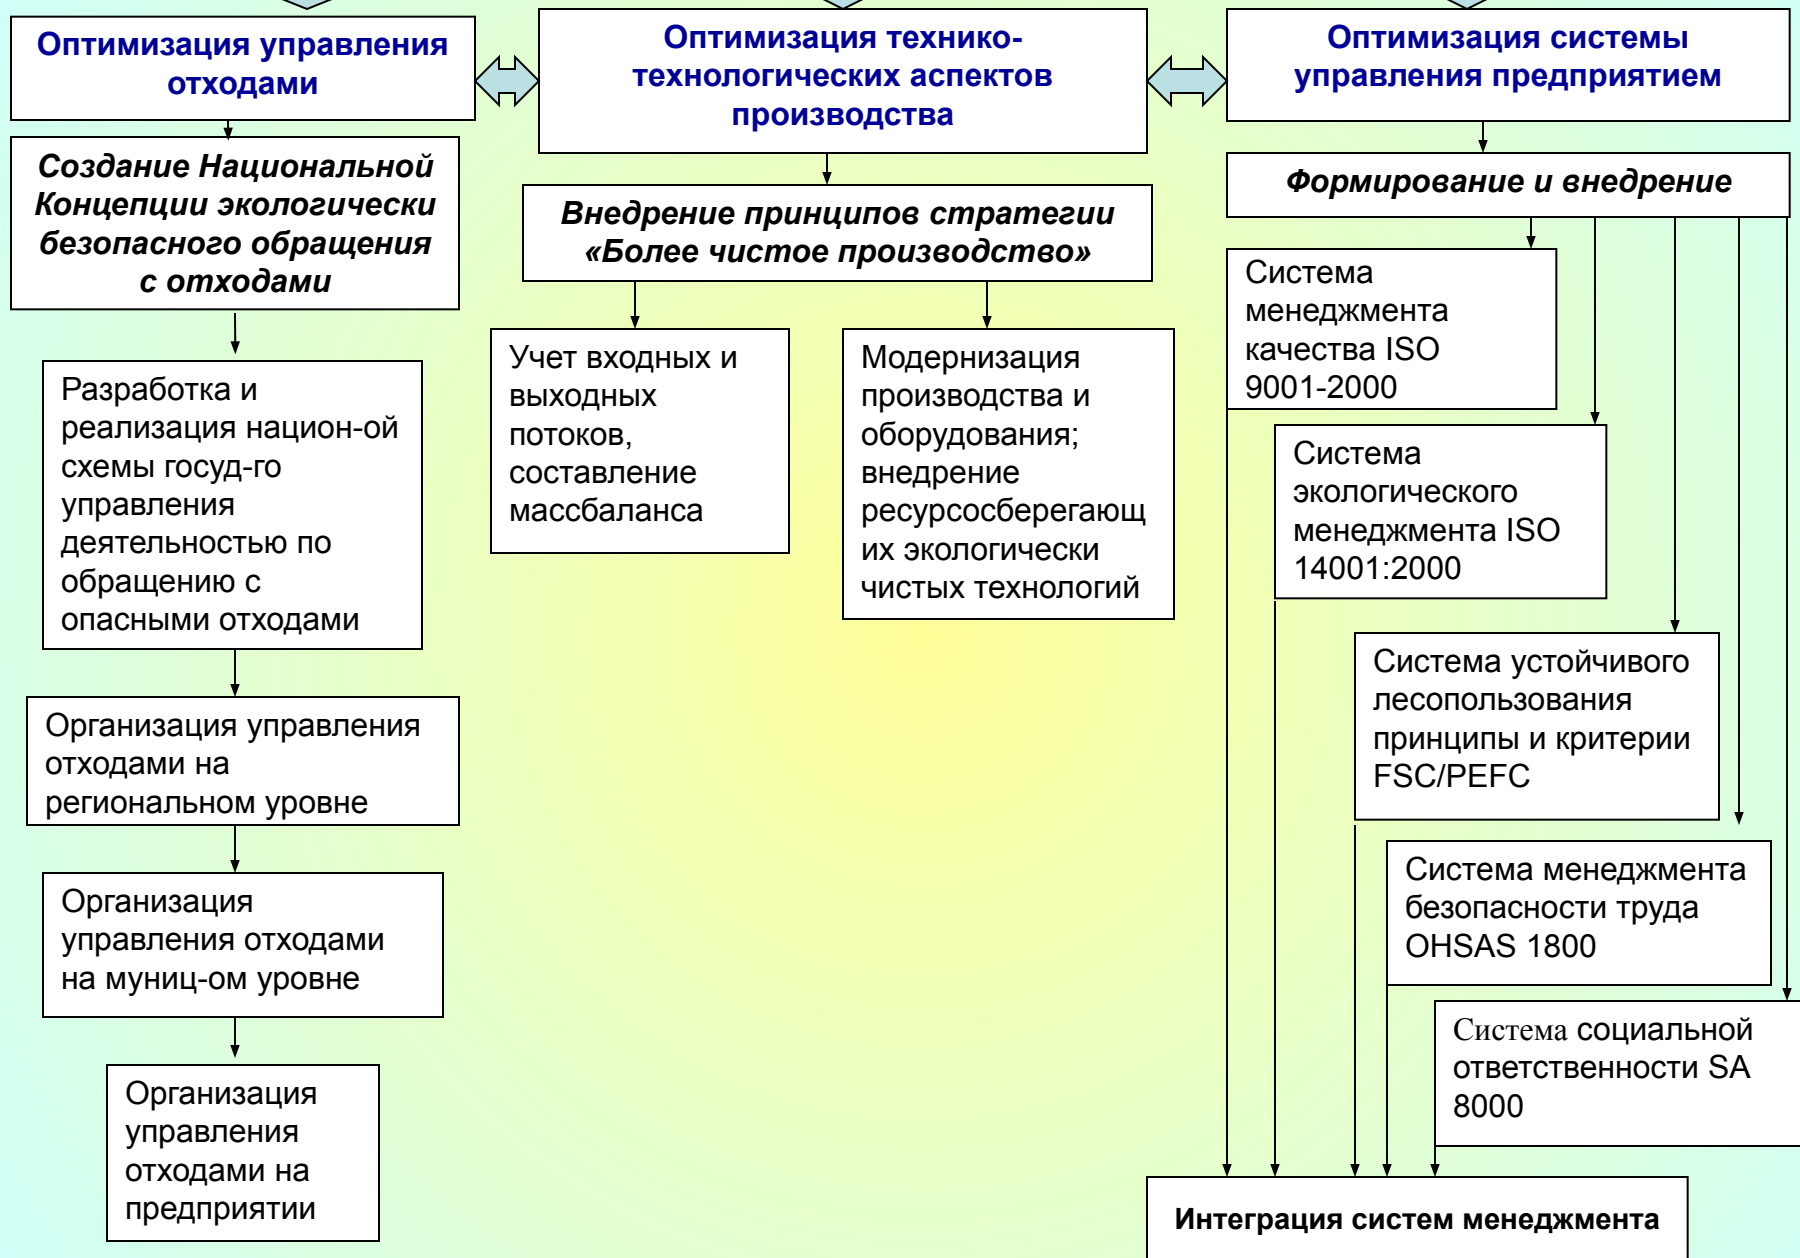 Оптимизация управления
отходами
Оптимизация технико-
технологических аспектов
производства
Оптимизация системы
управления предприятием
Создание Национальной
Концепции экологически
безопасного обращения
с отходами
Внедрение принципов стратегии
«Более чистое производство»
Формирование и внедрение
Разработка и
реализация национ-ой
схемы госуд-го
управления
деятельностью по
обращению с
опасными отходами
Организация управления
отходами на
региональном уровне
Организация
управления отходами
на муниц-ом уровне
Организация
управления
отходами на
предприятии
Учет входных и
выходных
потоков,
составление
массбаланса
Модернизация
производства и
оборудования;
внедрение
ресурсосберегающ
их экологически
чистых технологий
Система
менеджмента
качества ISO
9001-2000
Система
экологического
менеджмента ISO
14001:2000
Система устойчивого
лесопользования
принципы и критерии
FSC/PEFC
Система менеджмента
безопасности труда
OHSAS 1800
Система социальной
ответственности SA
8000
Интеграция систем менеджмента